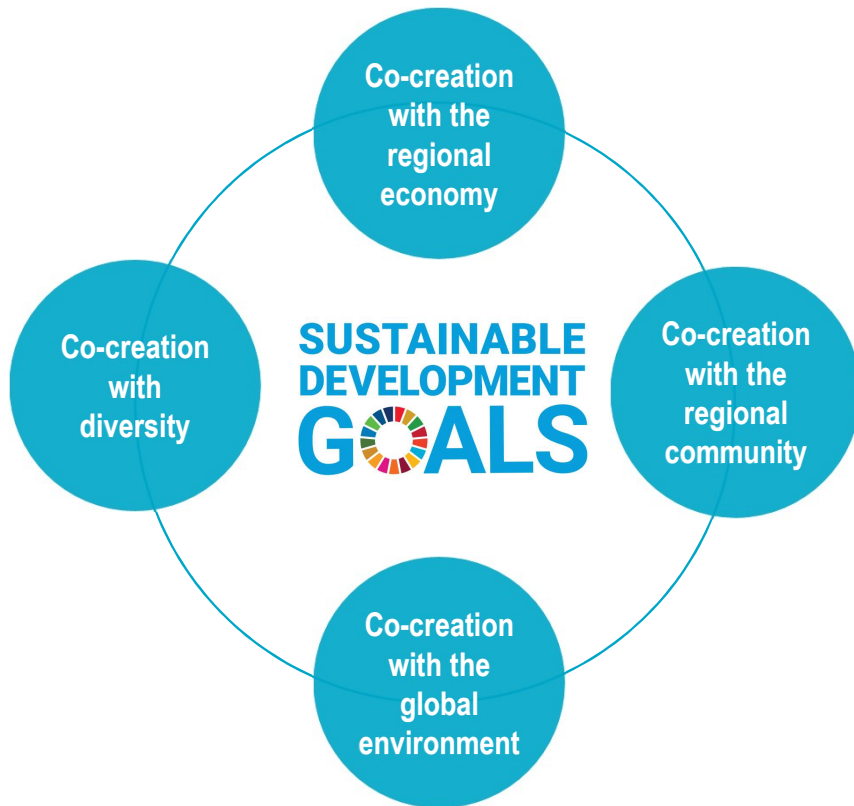 Co-creation
with the
regional
economy
Co-creation
with
diversity
SUSTAINABLE
DEVELOPMENT
GOALS
Co-creation
with the
regional
community
Co-creation
with the
global
environment